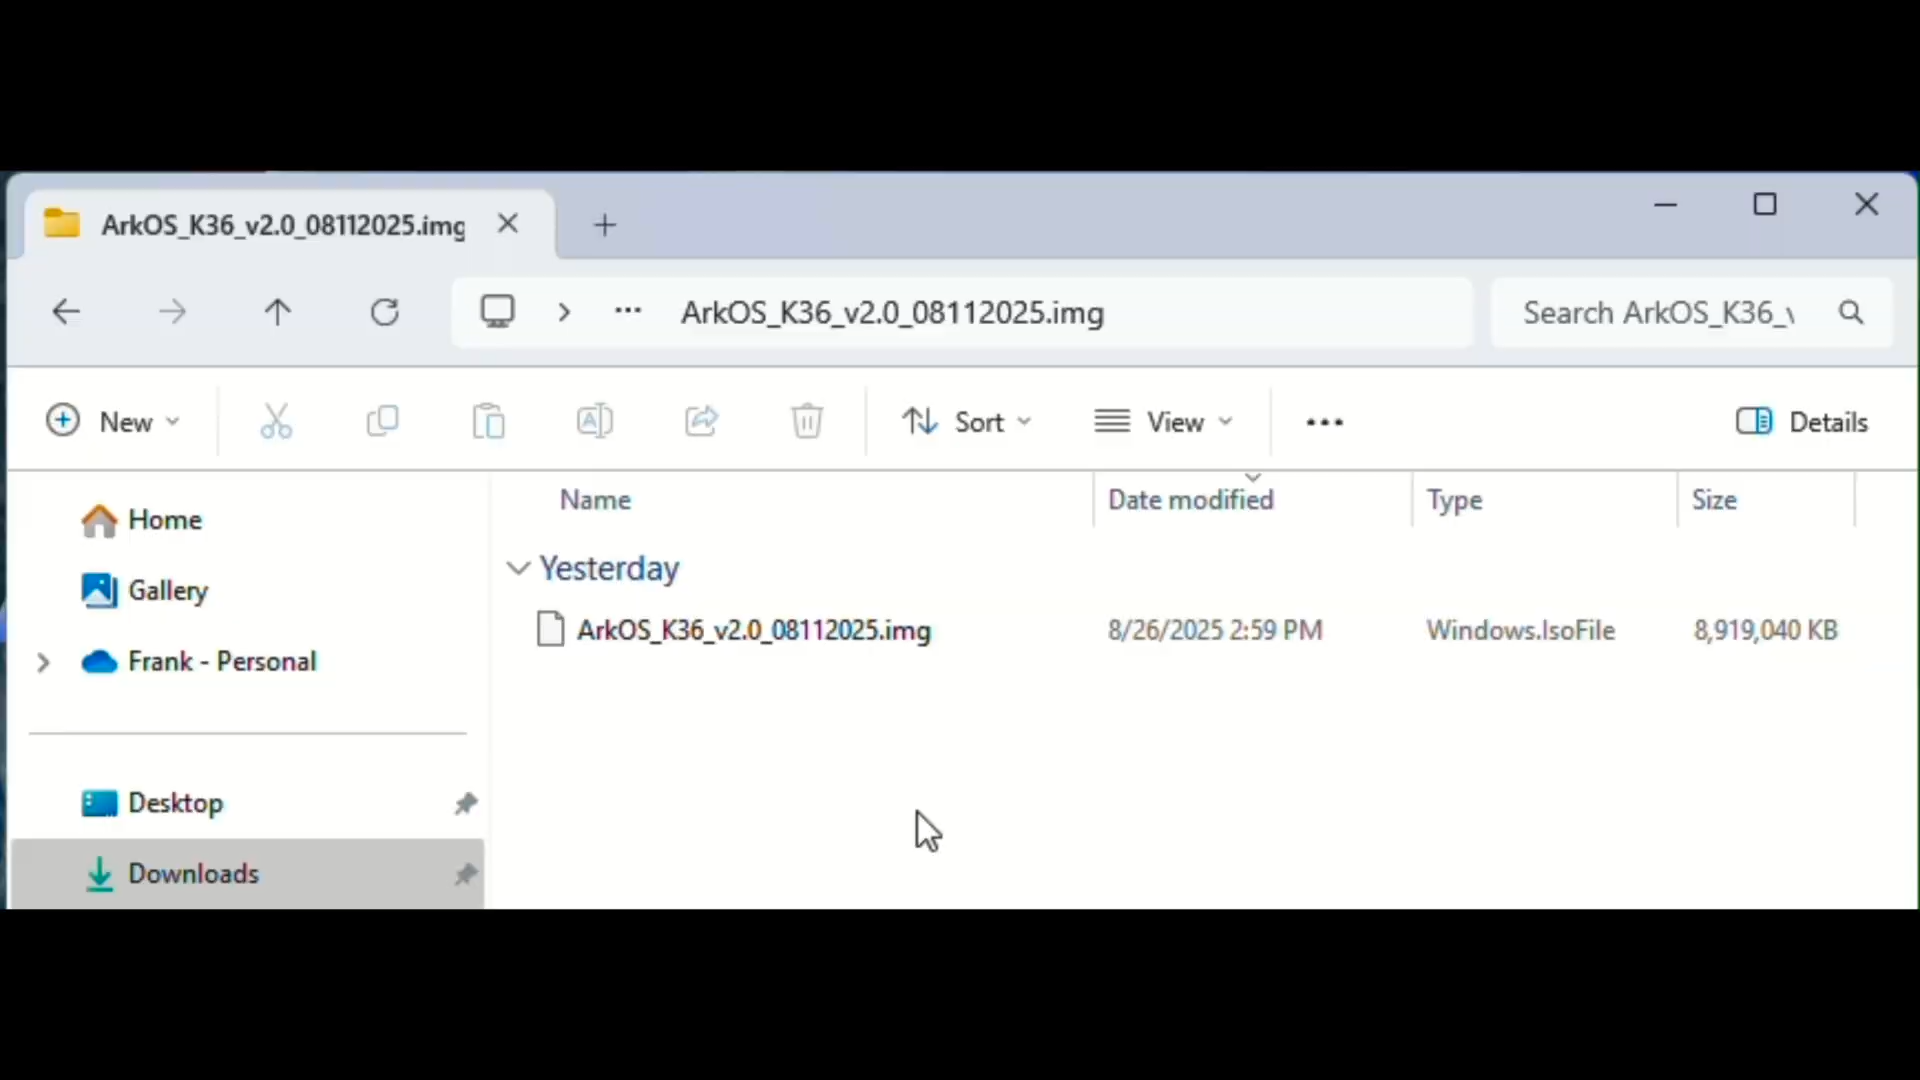 ArkOS_K36_v2.0_08112025.img
ArkOS_K36_v2.0_08112025.img
Search ArkOS_K36_v
New
Sort
View
Details
Home
Gallery
Frank - Personal
Desktop
Downloads
Name Date modified Type Size
Yesterday
ArkOS_K36_v2.0_08112025.img 8/26/2025 2:59 PM Windows.IsoFile 8,919,040 KB